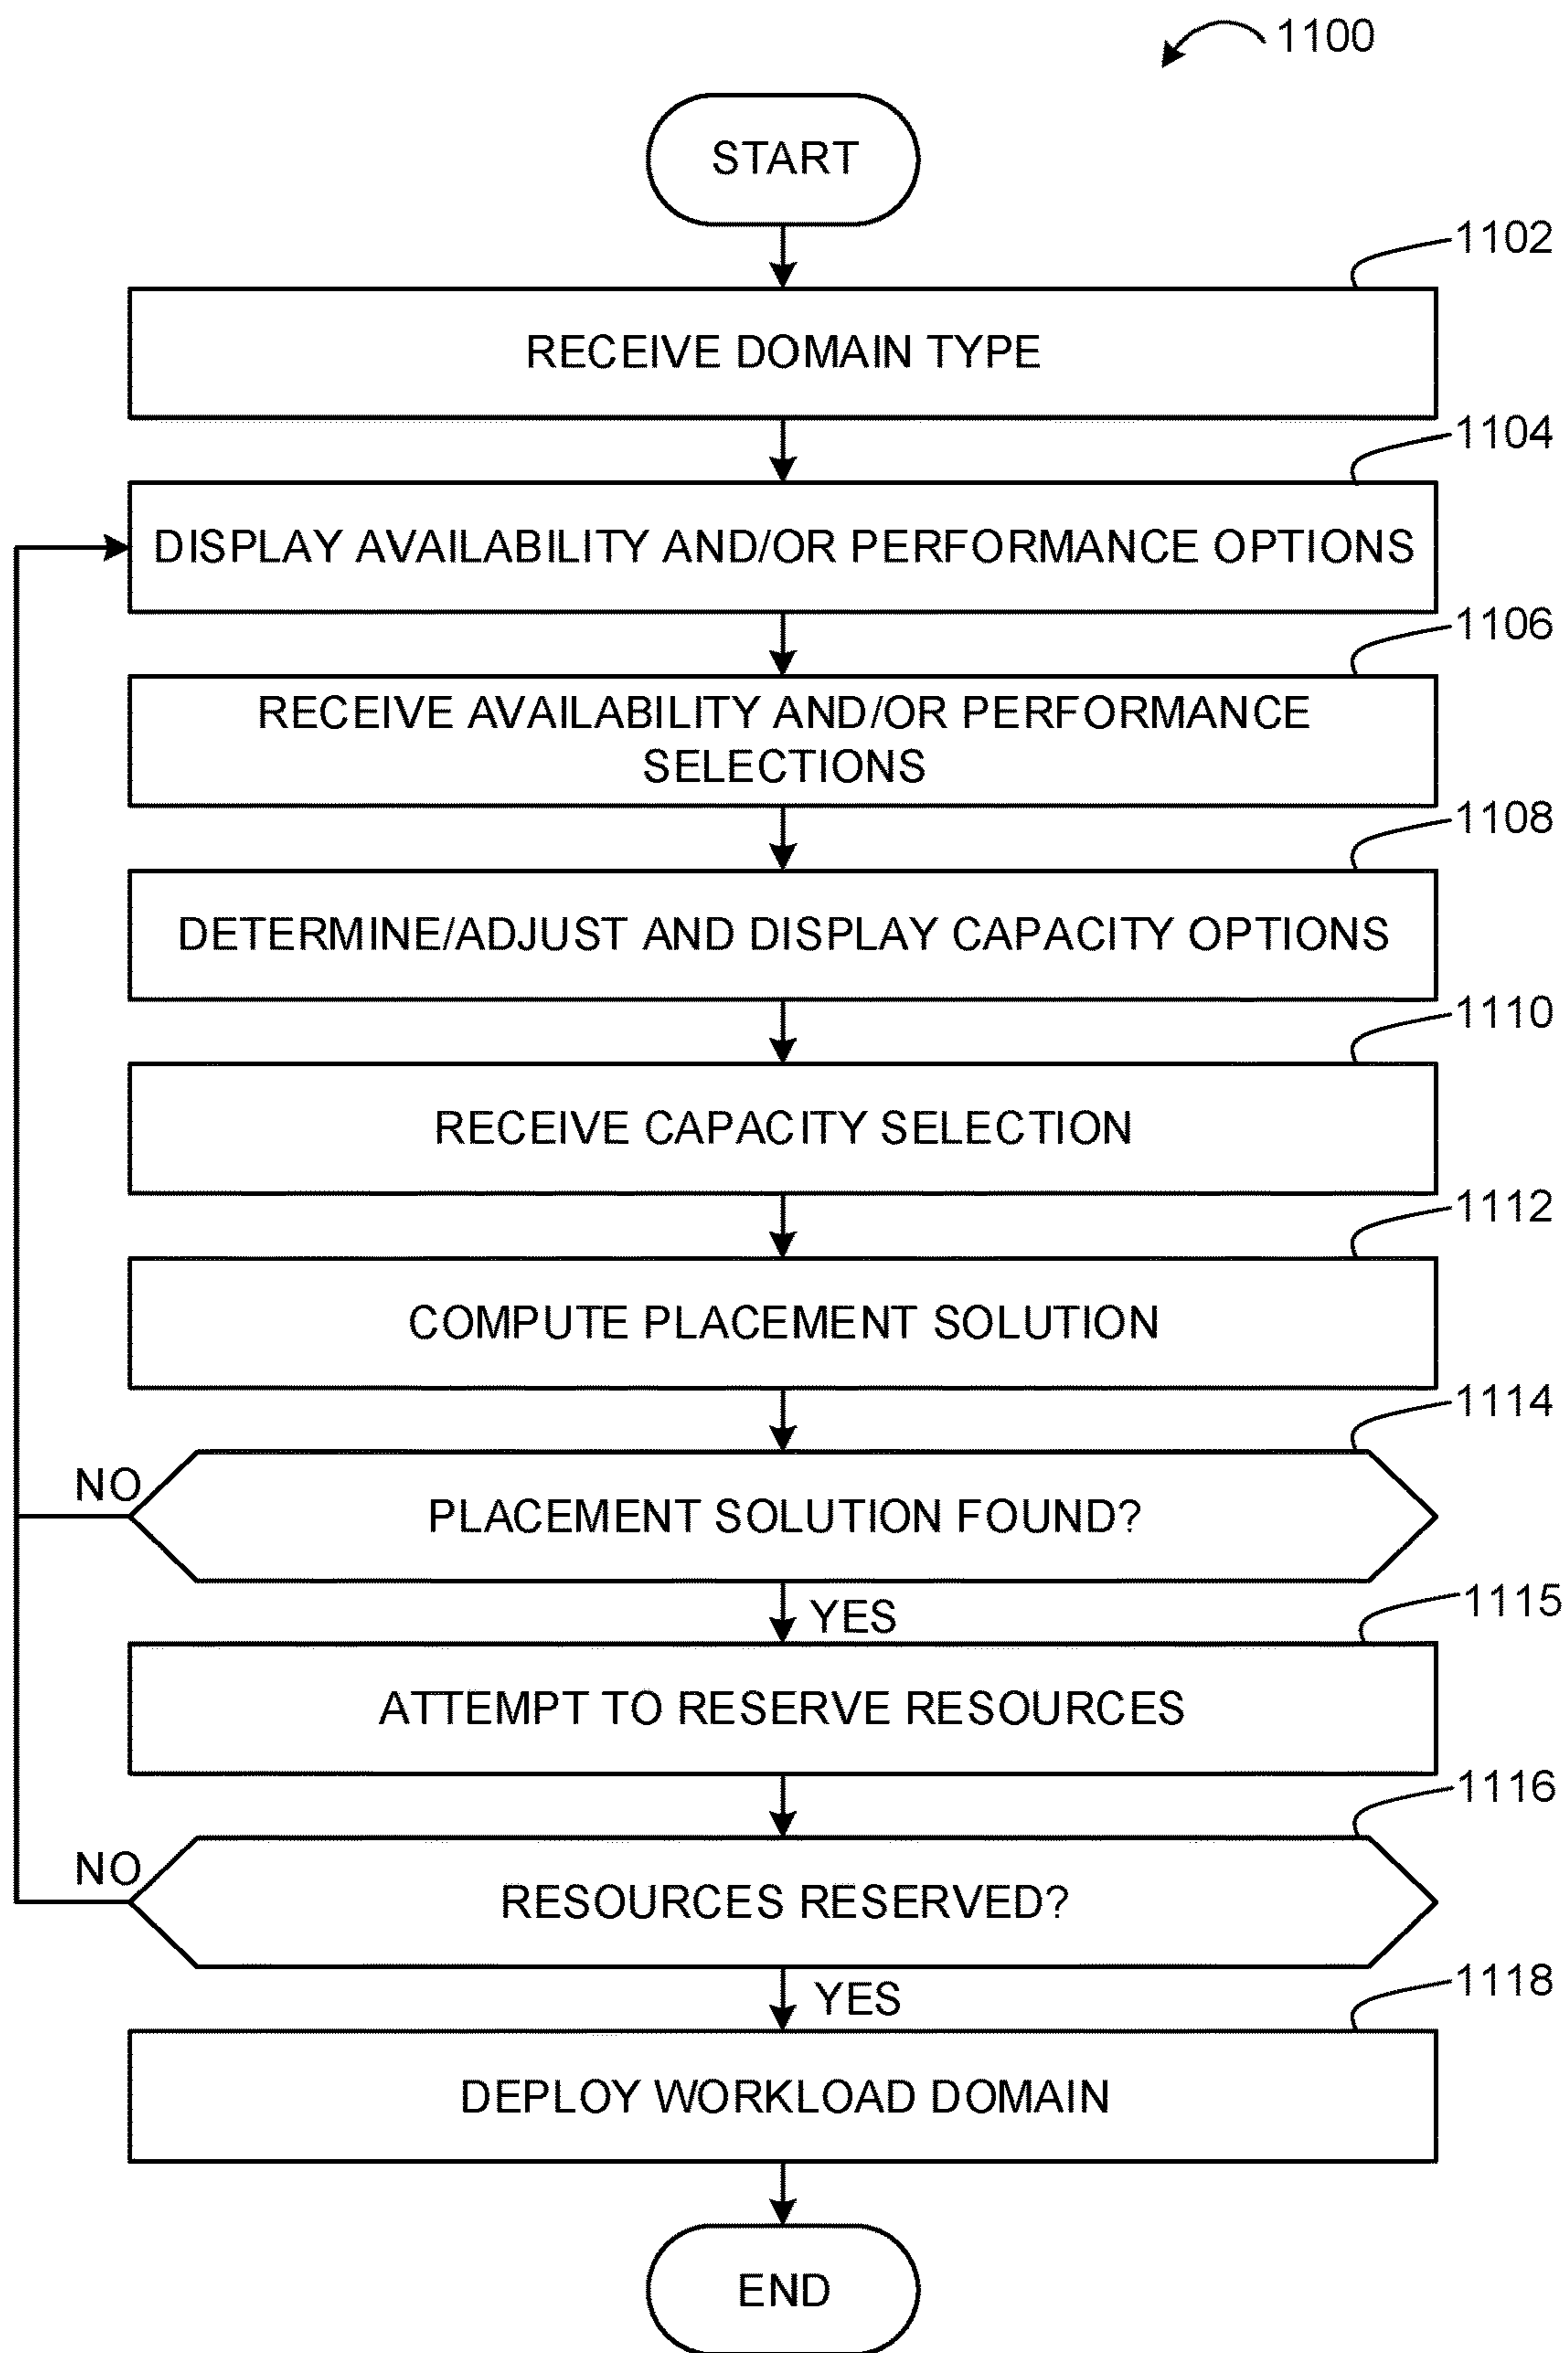 1100
START
1102
RECEIVE DOMAIN TYPE
1104
DISPLAY AVAILABILITY AND/OR PERFORMANCE OPTIONS
1106
RECEIVE AVAILABILITY AND/OR PERFORMANCE
SELECTIONS
1108
DETERMINE/ADJUST AND DISPLAY CAPACITY OPTIONS
1110
RECEIVE CAPACITY SELECTION
1112
COMPUTE PLACEMENT SOLUTION
1114
NO
PLACEMENT SOLUTION FOUND?
YES
1115
ATTEMPT TO RESERVE RESOURCES
1116
NO
RESOURCES RESERVED?
YES
1118
DEPLOY WORKLOAD DOMAIN
END